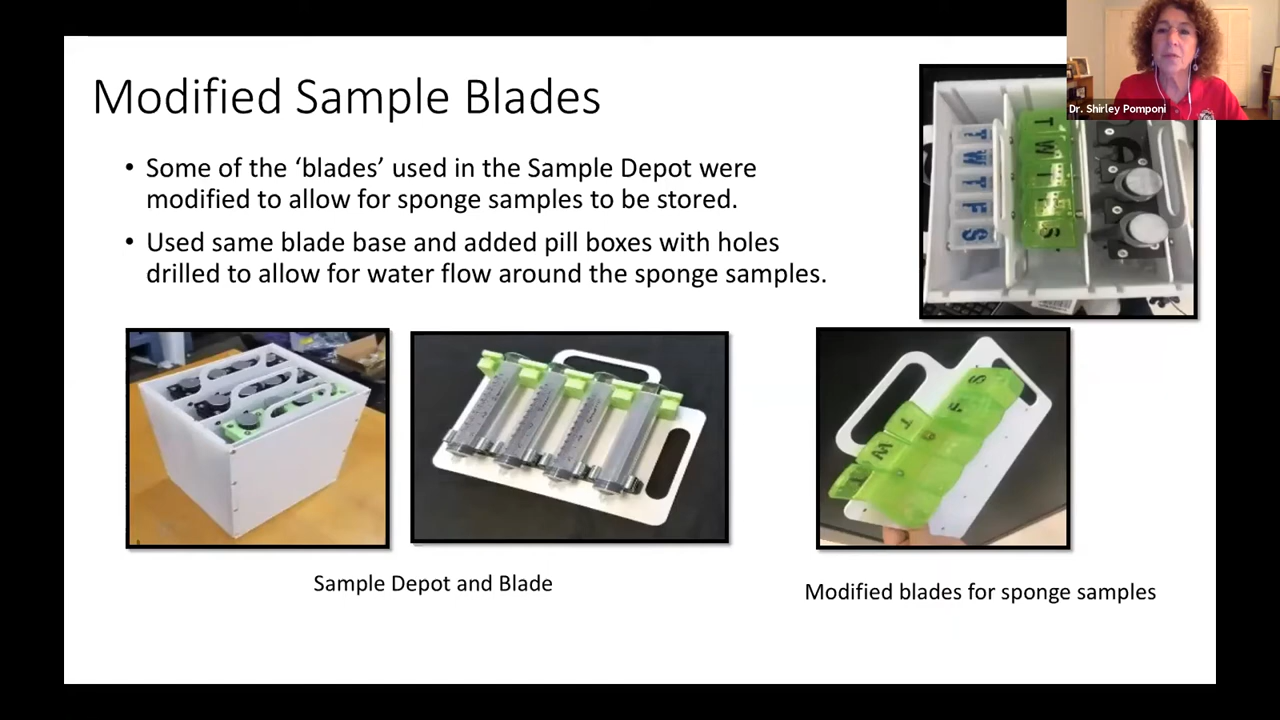 Modified Sample Blades
• Some of the ‘blades’ used in the Sample Depot were
modified to allow for sponge samples to be stored.
• Used same blade base and added pill boxes with holes
drilled to allow for water flow around the sponge samples.
Dr. Shirley Pomponi
T
W
T
F
S
T
W
T
F
S
S
F
T
W
T
Sample Depot and Blade
Modified blades for sponge samples